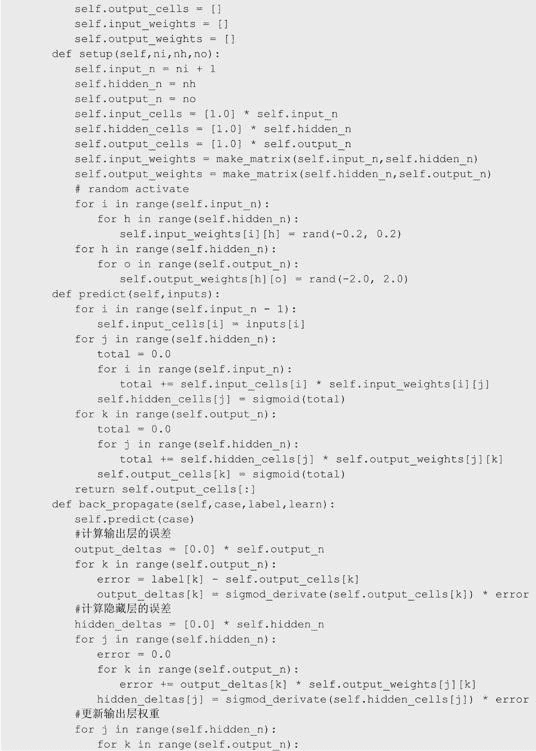 self.output_cells = []
self.input_weights = []
self.output_weights = []
def setup(self,ni,nh,no):
self.input_n = ni + 1
self.hidden_n = nh
self.output_n = no
self.input_cells = [1.0] * self.input_n
self.hidden_cells = [1.0] * self.hidden_n
self.output_cells = [1.0] * self.output_n
self.input_weights = make_matrix(self.input_n,self.hidden_n)
self.output_weights = make_matrix(self.hidden_n,self.output_n)
# random activate
for i in range(self.input_n):
for h in range(self.hidden_n):
self.input_weights[i][h] = rand(-0.2, 0.2)
for h in range(self.hidden_n):
for o in range(self.output_n):
self.output_weights[h][o] = rand(-2.0, 2.0)
def predict(self,inputs):
for i in range(self.input_n - 1):
self.input_cells[i] = inputs[i]
for j in range(self.hidden_n):
total = 0.0
for i in range(self.input_n):
total += self.input_cells[i] * self.input_weights[i][j]
self.hidden_cells[j] = sigmoid(total)
for k in range(self.output_n):
total = 0.0
for j in range(self.hidden_n):
total += self.hidden_cells[j] * self.output_weights[j][k]
self.output_cells[k] = sigmoid(total)
return self.output_cells[:]
def back_propagate(self,case,label,learn):
self.predict(case)
#计算输出层的误差
output_deltas = [0.0] * self.output_n
for k in range(self.output_n):
error = label[k] - self.output_cells[k]
output_deltas[k] = sigmod_derivate(self.output_cells[k]) * error
#计算隐藏层的误差
hidden_deltas = [0.0] * self.hidden_n
for j in range(self.hidden_n):
error = 0.0
for k in range(self.output_n):
error += output_deltas[k] * self.output_weights[j][k]
hidden_deltas[j] = sigmod_derivate(self.hidden_cells[j]) * error
#更新输出层权重
for j in range(self.hidden_n):
for k in range(self.output_n):